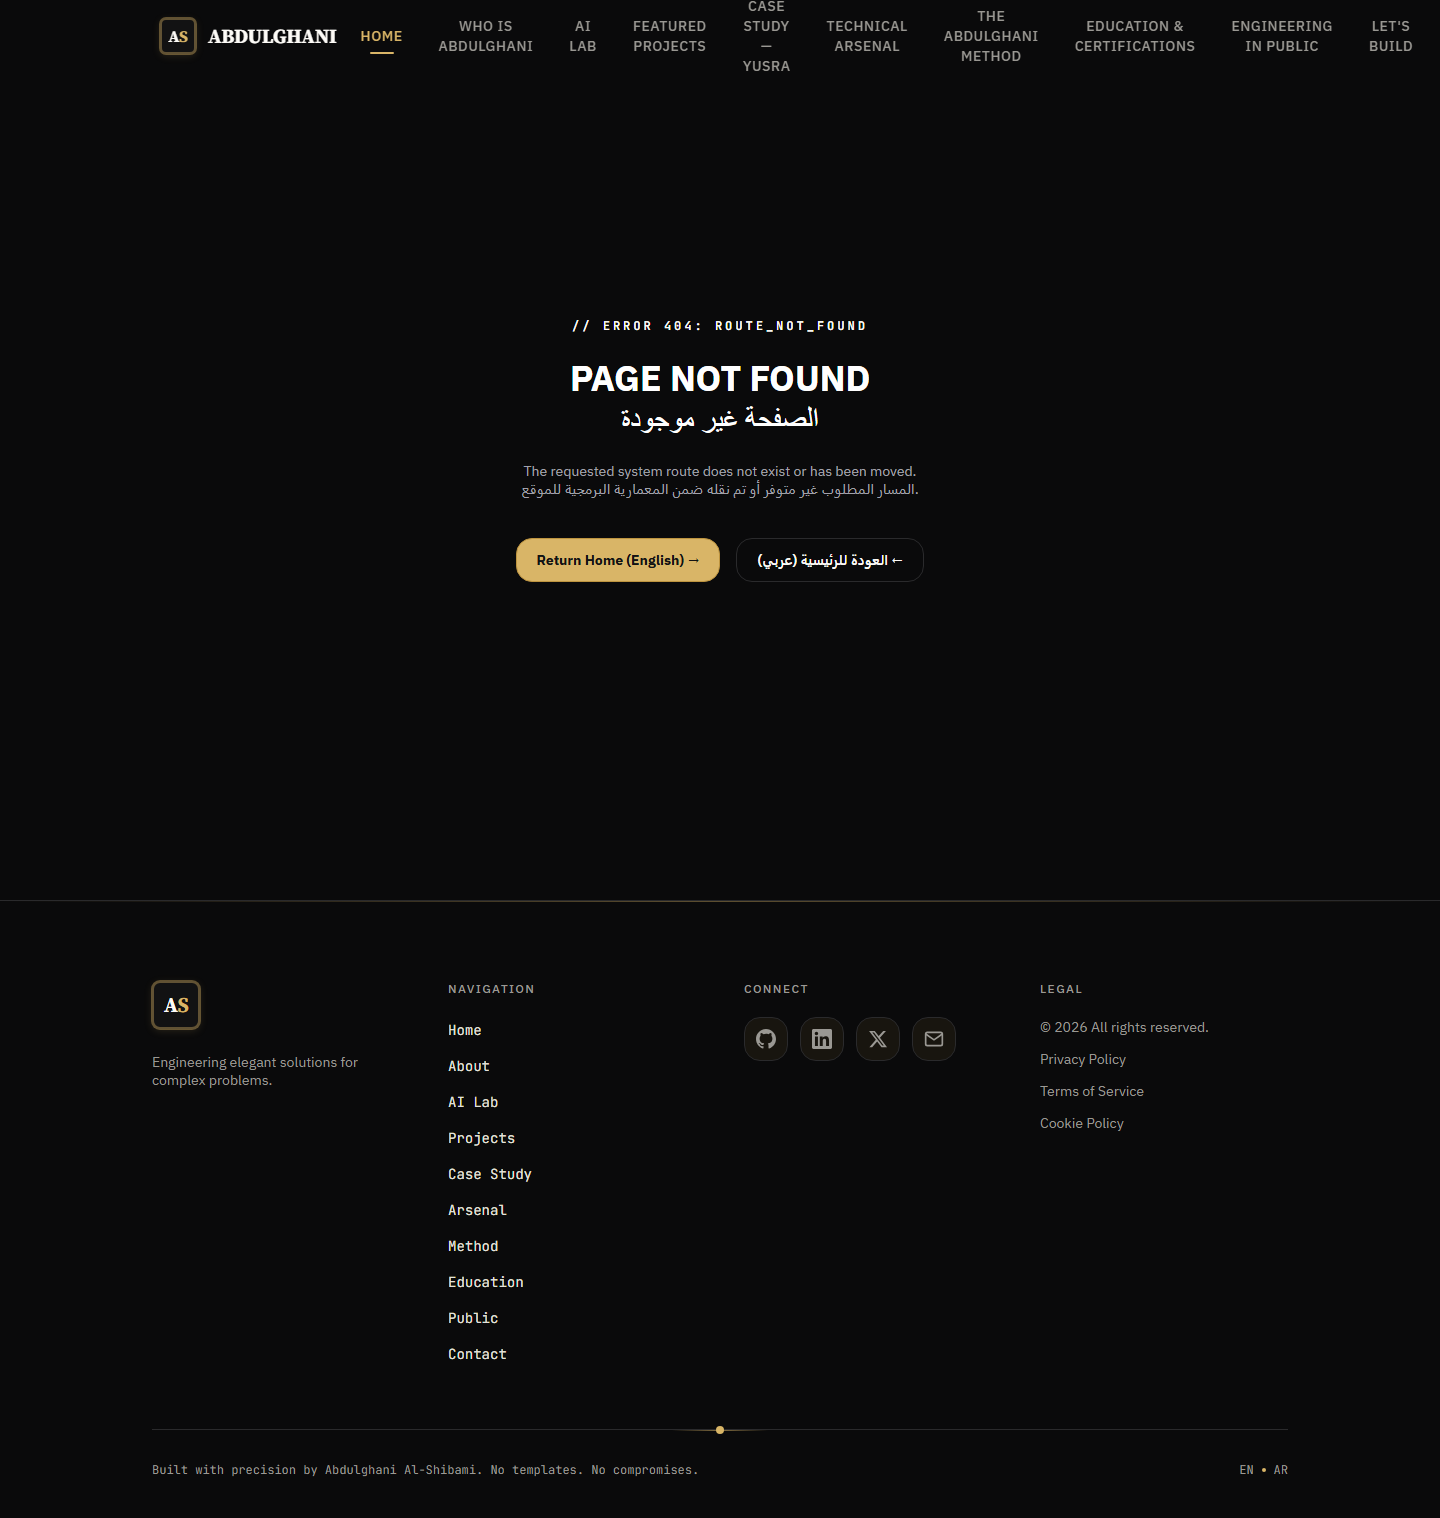 AS ABDULGHANI
HOME
WHO IS
ABDULGHANI
AI
LAB
FEATURED
PROJECTS
CASE
STUDY
—
YUSRA
TECHNICAL
ARSENAL
THE
ABDULGHANI
METHOD
EDUCATION &
CERTIFICATIONS
ENGINEERING
IN PUBLIC
LET'S
BUILD
// ERROR 404: ROUTE_NOT_FOUND
PAGE NOT FOUND
الصفحة غير موجودة
The requested system route does not exist or has been moved.
المسار المطلوب غير متوفر أو تم نقله ضمن المعمارية البرمجية للموقع.
Return Home (English) →
العودة للرئيسية (عربي) ←
AS
Engineering elegant solutions for
complex problems.
NAVIGATION
Home
About
AI Lab
Projects
Case Study
Arsenal
Method
Education
Public
Contact
CONNECT
LEGAL
© 2026 All rights reserved.
Privacy Policy
Terms of Service
Cookie Policy
Built with precision by Abdulghani Al-Shibami. No templates. No compromises.
EN • AR